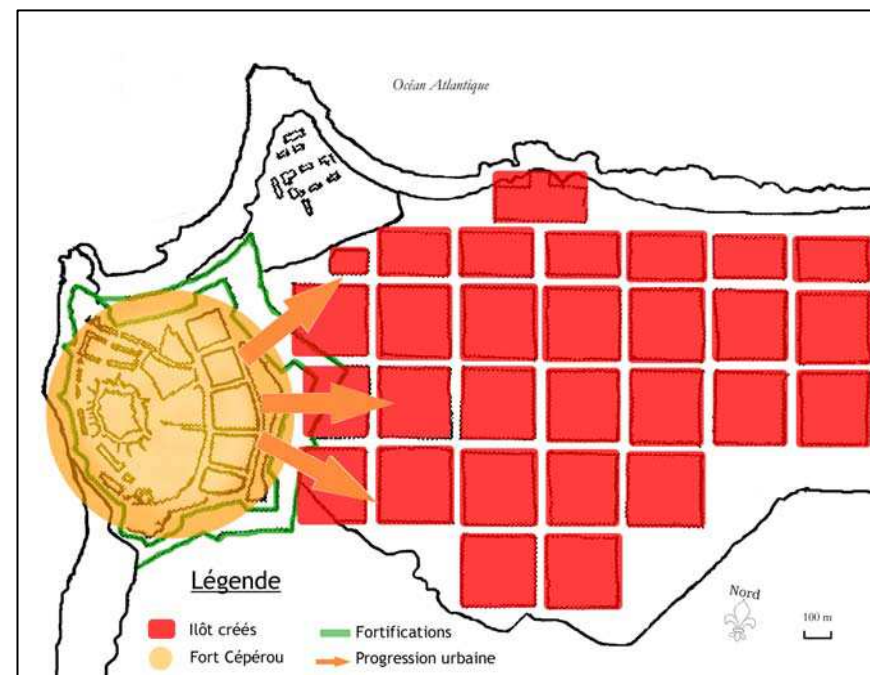 Océan Atlantique
Légende
Ilôt créés
Fortifications
Fort Cépérou
Progression urbaine
Nord
100 m